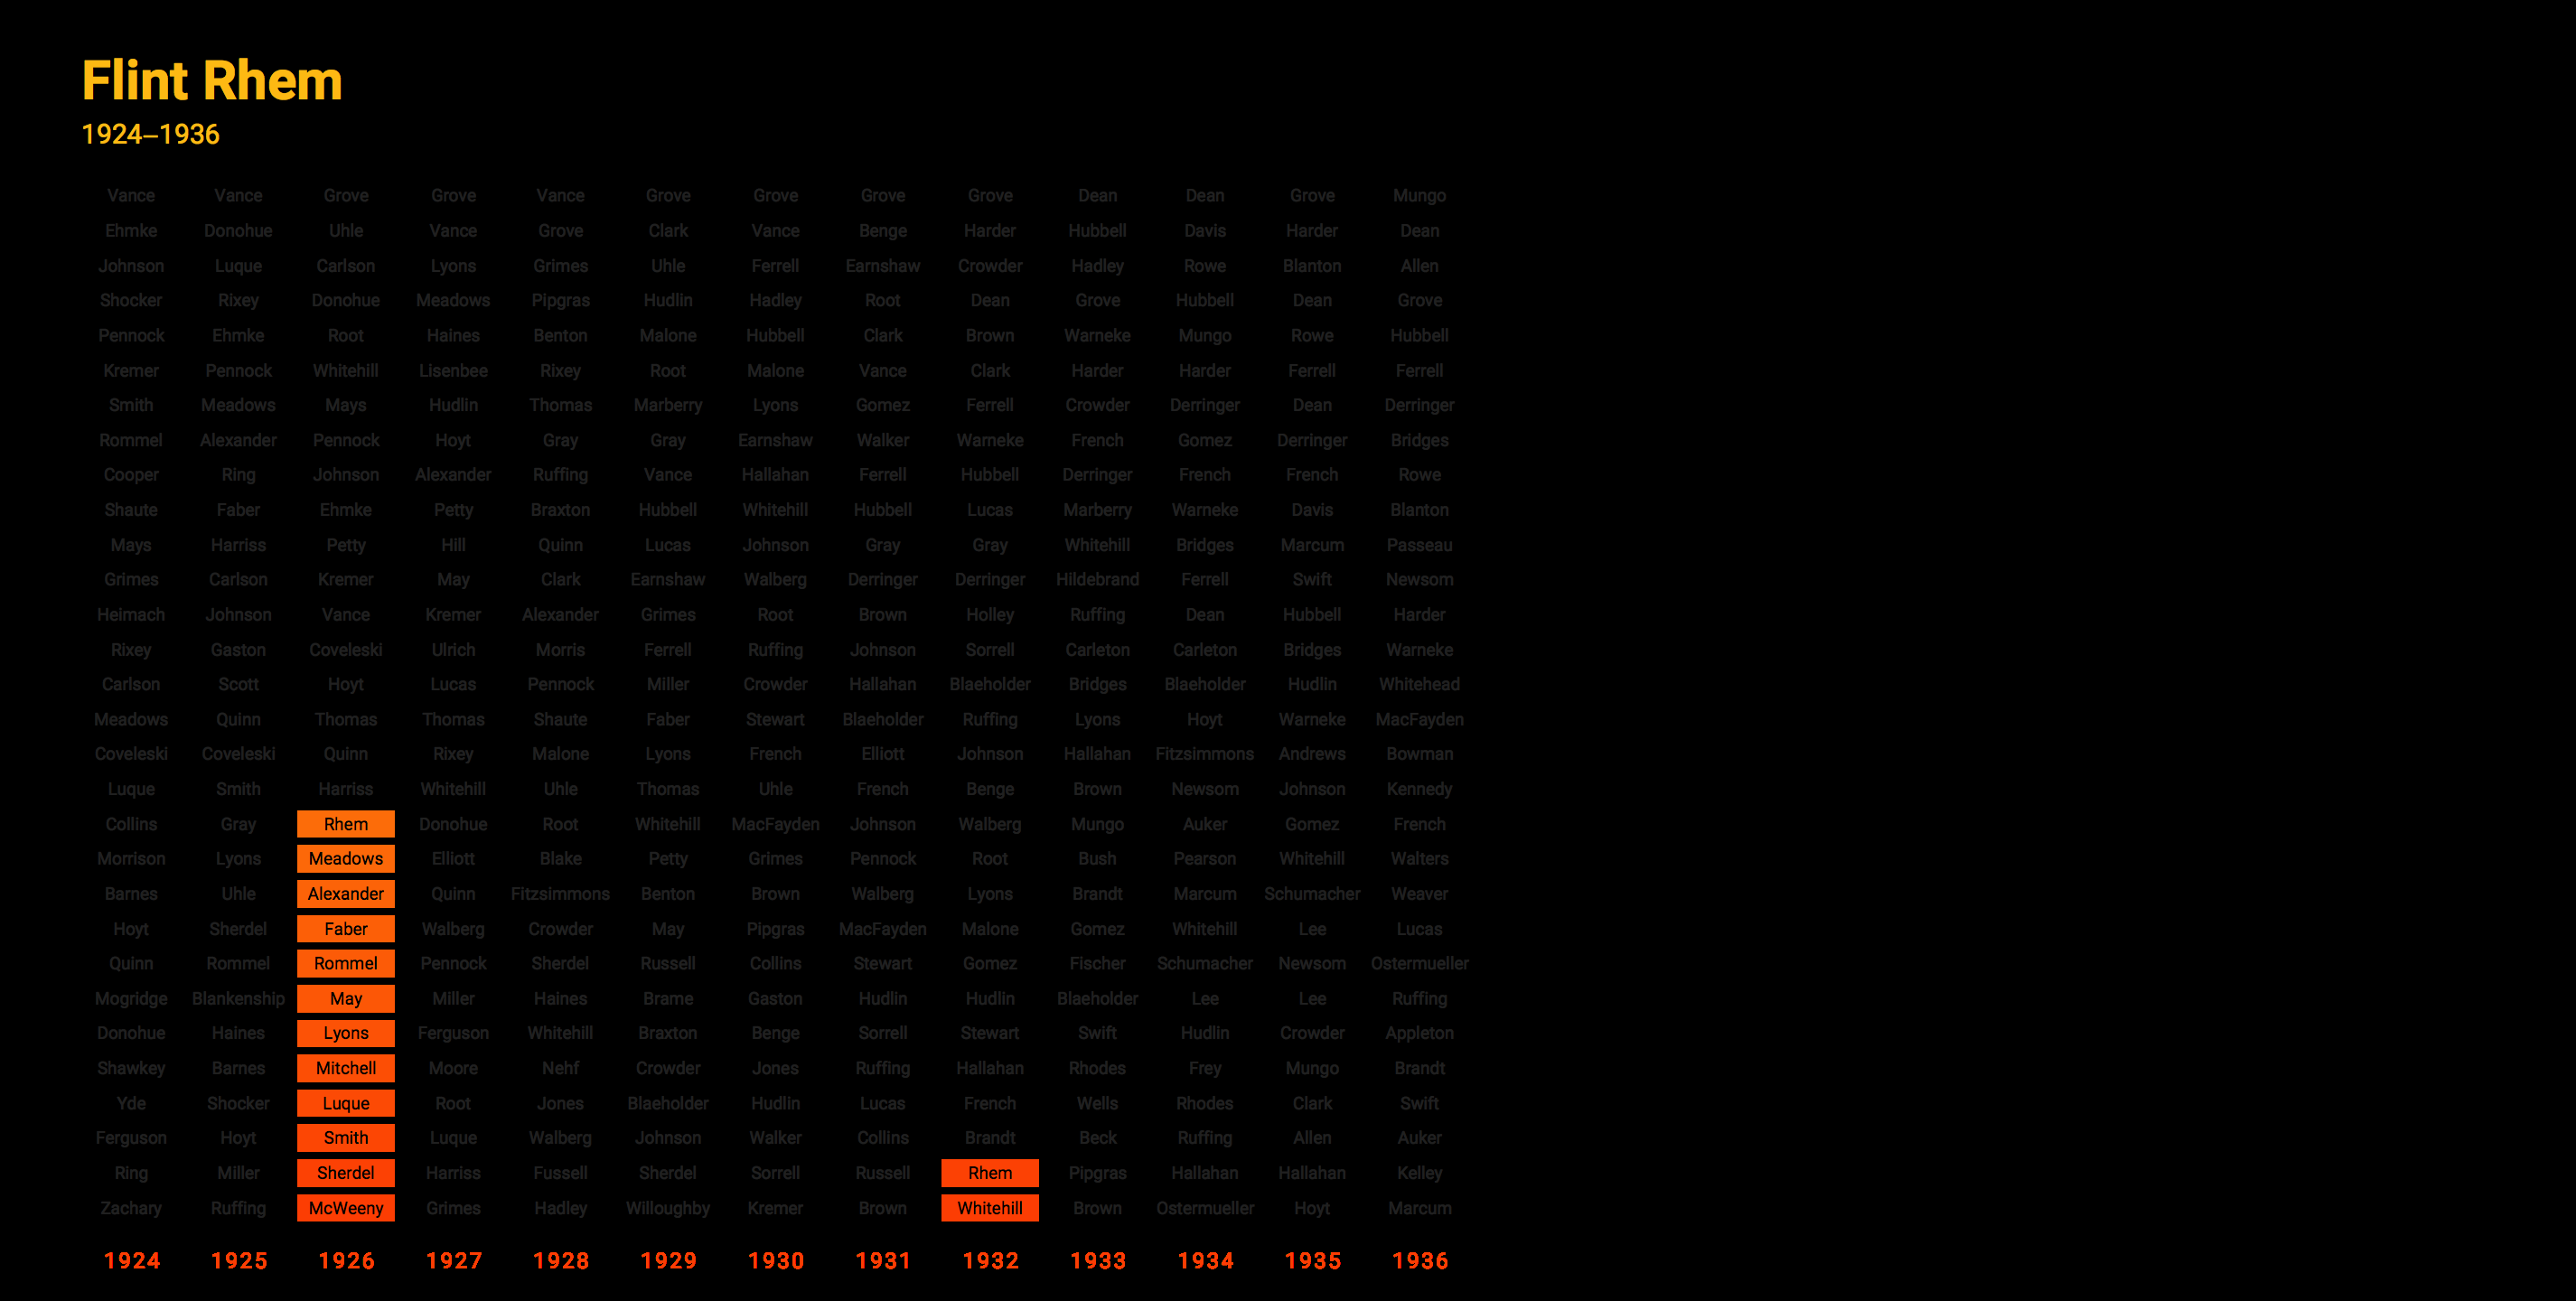 Flint Rhem
1924–1936
Vance Vance Grove Grove Vance Grove Grove Grove Grove Dean Dean Grove Mungo
Ehmke Donohue Uhle Vance Grove Clark Vance Benge Harder Hubbell Davis Harder Dean
Johnson Luque Carlson Lyons Grimes Uhle Ferrell Earnshaw Crowder Hadley Rowe Blanton Allen
Shocker Rixey Donohue Meadows Pipgras Hudlin Hadley Root Dean Grove Hubbell Dean Grove
Pennock Ehmke Root Haines Benton Malone Hubbell Clark Brown Warneke Mungo Rowe Hubbell
Kremer Pennock Whitehill Lisenbee Rixey Root Malone Vance Clark Harder Harder Ferrell Ferrell
Smith Meadows Mays Hudlin Thomas Marberry Lyons Gomez Ferrell Crowder Derringer Dean Derringer
Rommel Alexander Pennock Hoyt Gray Gray Earnshaw Walker Warneke French Gomez Derringer Bridges
Cooper Ring Johnson Alexander Ruffing Vance Hallahan Ferrell Hubbell Derringer French French Rowe
Shaute Faber Ehmke Petty Braxton Hubbell Whitehill Hubbell Lucas Marberry Warneke Davis Blanton
Mays Harriss Petty Hill Quinn Lucas Johnson Gray Gray Whitehill Bridges Marcum Passeau
Grimes Carlson Kremer May Clark Earnshaw Walberg Derringer Derringer Hildebrand Ferrell Swift Newsom
Heimach Johnson Vance Kremer Alexander Grimes Root Brown Holley Ruffing Dean Hubbell Harder
Rixey Gaston Coveleski Ulrich Morris Ferrell Ruffing Johnson Sorrell Carleton Carleton Bridges Warneke
Carlson Scott Hoyt Lucas Pennock Miller Crowder Hallahan Blaeholder Bridges Blaeholder Hudlin Whitehead
Meadows Quinn Thomas Thomas Shaute Faber Stewart Blaeholder Ruffing Lyons Hoyt Warneke MacFayden
Coveleski Coveleski Quinn Rixey Malone Lyons French Elliott Johnson Hallahan Fitzsimmons Andrews Bowman
Luque Smith Harriss Whitehill Uhle Thomas Uhle French Benge Brown Newsom Johnson Kennedy
Collins Gray Rhem Donohue Root Whitehill MacFayden Johnson Walberg Mungo Auker Gomez French
Morrison Lyons Meadows Elliott Blake Petty Grimes Pennock Root Bush Pearson Whitehill Walters
Barnes Uhle Alexander Quinn Fitzsimmons Benton Brown Walberg Lyons Brandt Marcum Schumacher Weaver
Hoyt Sherdel Faber Walberg Crowder May Pipgras MacFayden Malone Gomez Whitehill Lee Lucas
Quinn Rommel Rommel Pennock Sherdel Russell Collins Stewart Gomez Fischer Schumacher Newsom Ostermueller
Mogridge Blankenship May Miller Haines Brame Gaston Hudlin Hudlin Blaeholder Lee Lee Ruffing
Donohue Haines Lyons Ferguson Whitehill Braxton Benge Sorrell Stewart Swift Hudlin Crowder Appleton
Shawkey Barnes Mitchell Moore Nehf Crowder Jones Ruffing Hallahan Rhodes Frey Mungo Brandt
Yde Shocker Luque Root Jones Blaeholder Hudlin Lucas French Wells Rhodes Clark Swift
Ferguson Hoyt Smith Luque Walberg Johnson Walker Collins Brandt Beck Ruffing Allen Auker
Ring Miller Sherdel Harriss Fussell Sherdel Sorrell Russell Rhem Pipgras Hallahan Hallahan Kelley
Zachary Ruffing McWeeny Grimes Hadley Willoughby Kremer Brown Whitehill Brown Ostermueller Hoyt Marcum
1924 1925 1926 1927 1928 1929 1930 1931 1932 1933 1934 1935 1936